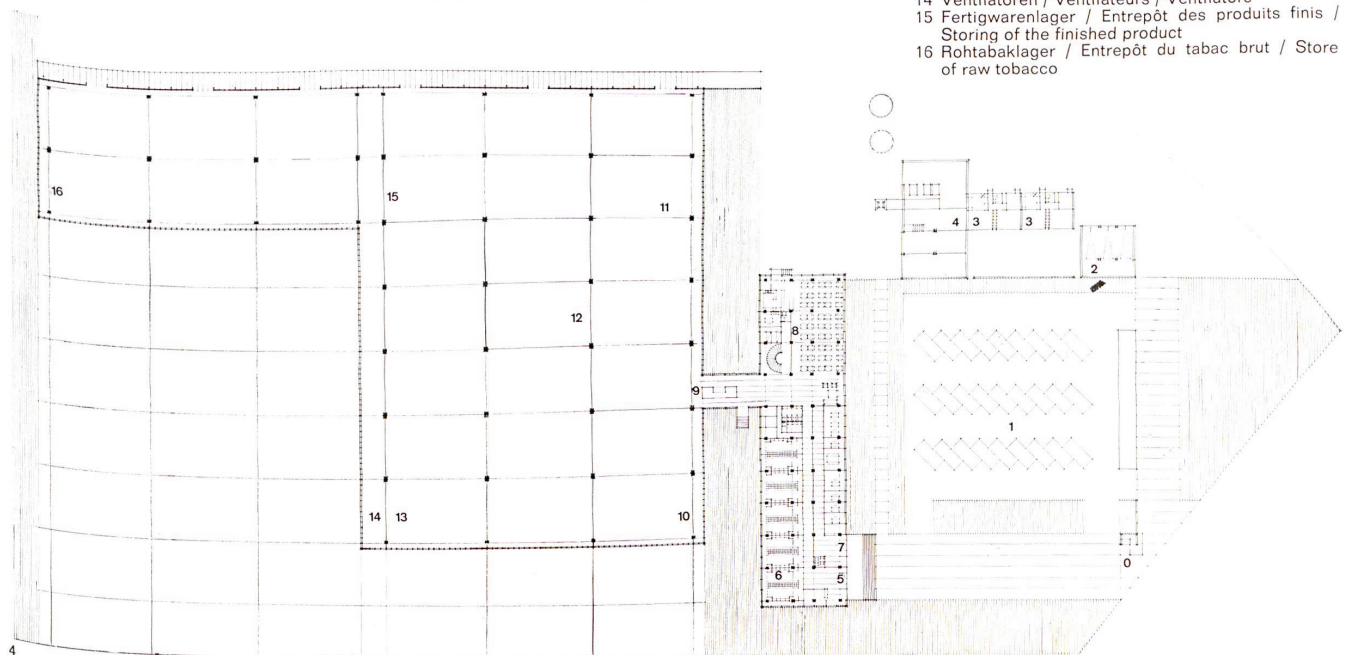 14 Ventilatoren / Ventilateurs / Ventilators
15 Fertigwarenlager / Entrepôt des produits finis /
Storing of the finished product
16 Rohtabaklager / Entrepôt du tabac brut / Store
of raw tobacco
16
15
11
4 3 3
2
12
8
9
1
14 13
10
7
6
5
0
4